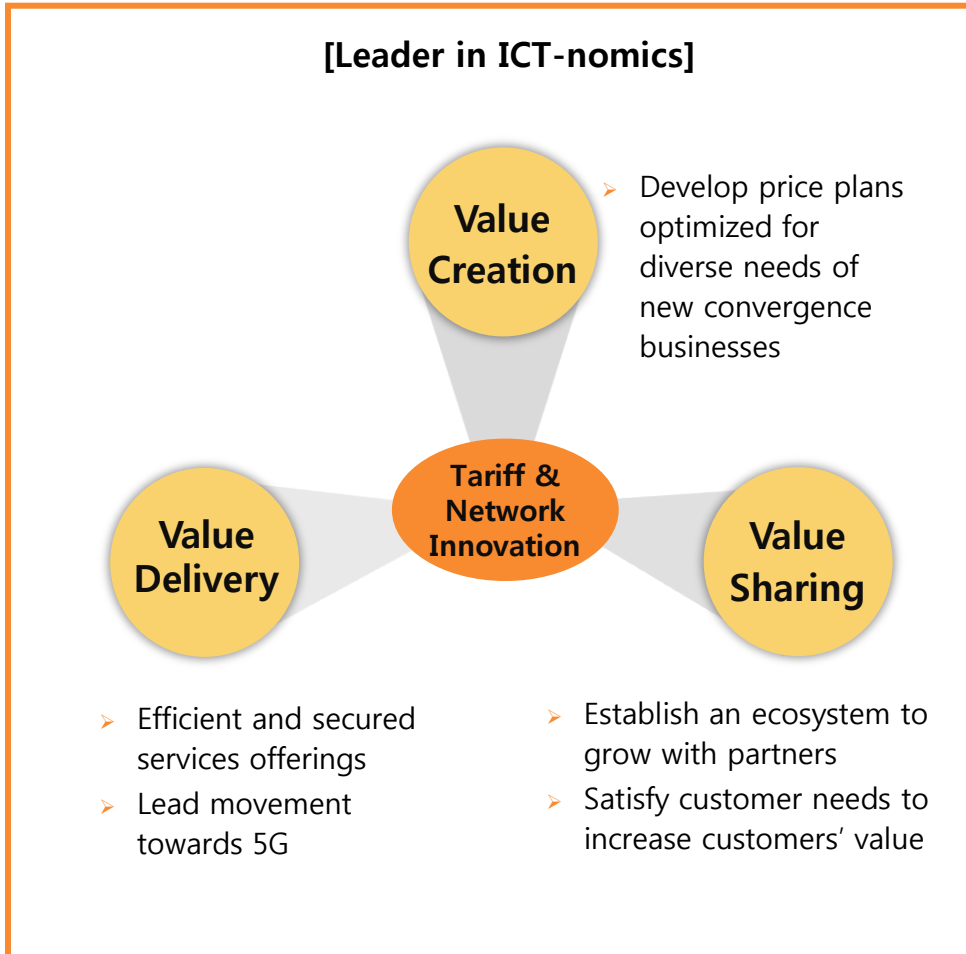 [Leader in ICT-nomics]
Value
Creation
➢ Develop price plans
optimized for
diverse needs of
new convergence
businesses
Tariff &
Network
Innovation
Value
Delivery
Value
Sharing
➢ Efficient and secured
services offerings
➢ Lead movement
towards 5G
➢ Establish an ecosystem to
grow with partners
➢ Satisfy customer needs to
increase customers’ value